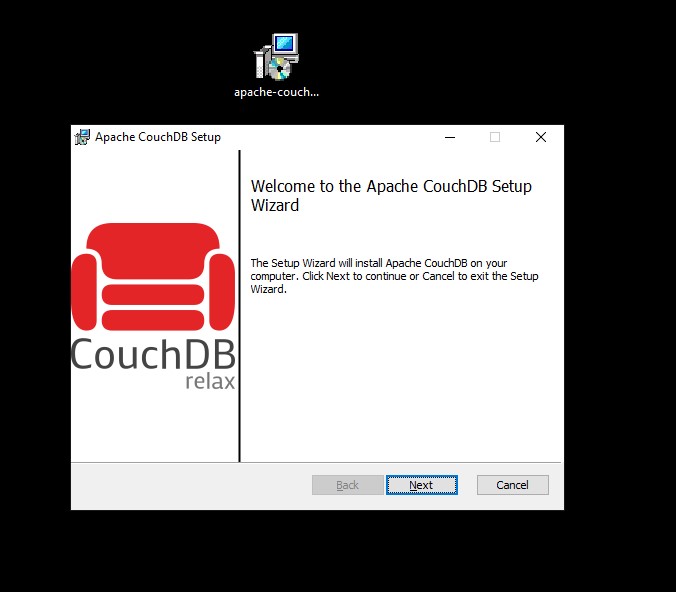 apache-couch...
Apache CouchDB Setup
Welcome to the Apache CouchDB Setup
Wizard
The Setup Wizard will install Apache CouchDB on your
computer. Click Next to continue or Cancel to exit the Setup
Wizard.
CouchDB
relax
Back
Next
Cancel